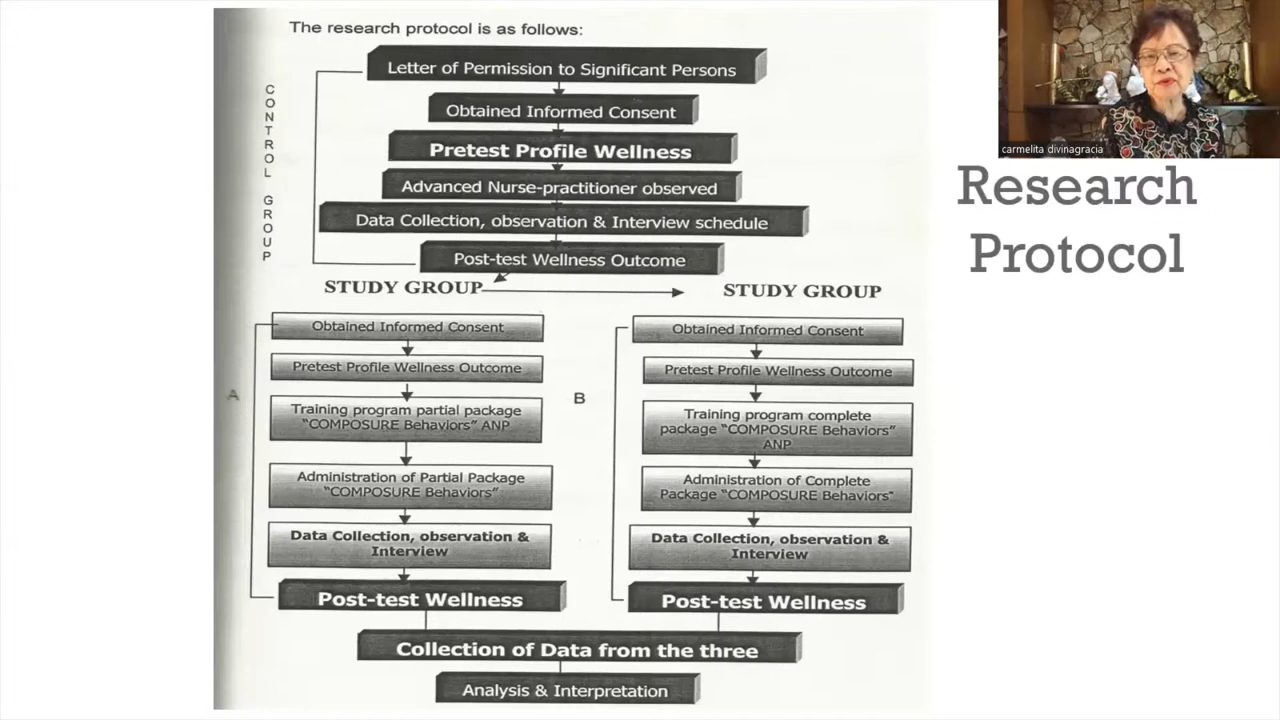 The research protocol is as follows:
Letter of Permission to Significant Persons
Obtained Informed Consent
Pretest Profile Wellness
Advanced Nurse-practitioner observed
Data Collection, observation & Interview schedule
Post-test Wellness Outcome
CONTROL GROUP
STUDY GROUP
STUDY GROUP
A
Obtained Informed Consent
Pretest Profile Wellness Outcome
Training program partial package
“COMPOSURE Behaviors” ANP
Administration of Partial Package
“COMPOSURE Behaviors”
Data Collection, observation &
Interview
Post-test Wellness
B
Obtained Informed Consent
Pretest Profile Wellness Outcome
Training program complete
package “COMPOSURE Behaviors”
ANP
Administration of Complete
Package “COMPOSURE Behaviors”
Data Collection, observation &
Interview
Post-test Wellness
Collection of Data from the three
Analysis & Interpretation
carmelita divinagracia
Research
Protocol